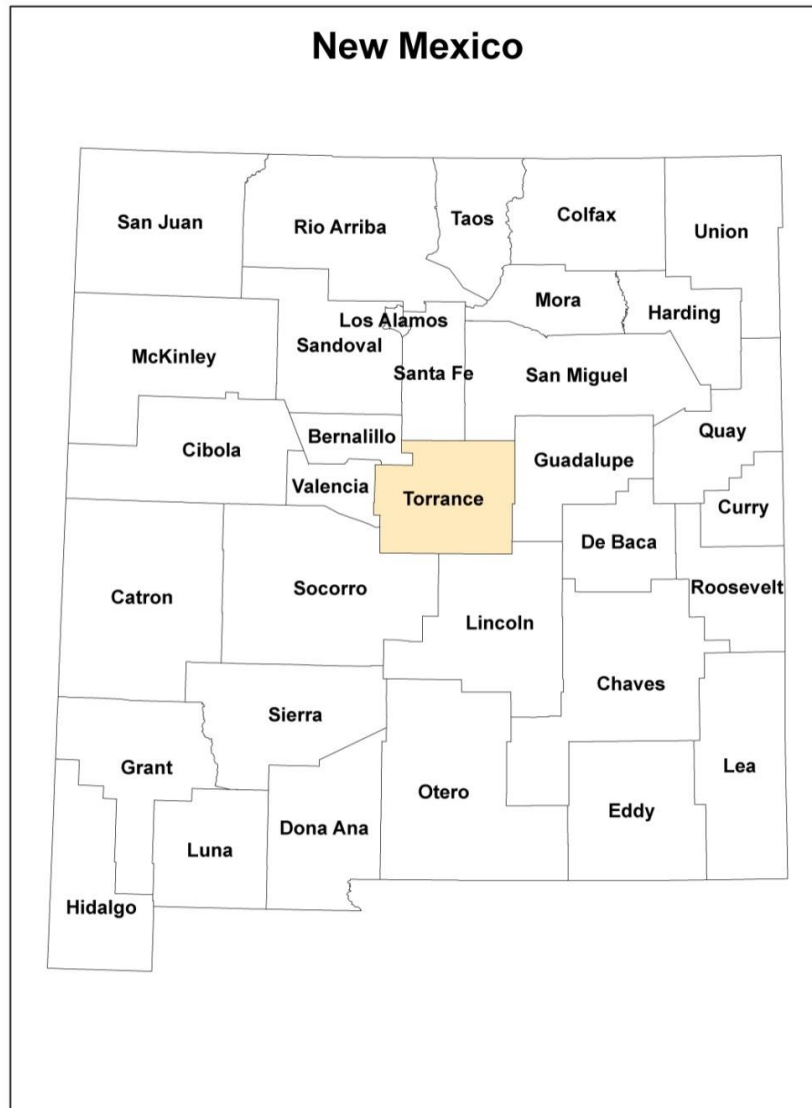 New Mexico
San Juan
Rio Arriba
Taos
Colfax
Union
Mora
Harding
Los Alamos
Sandoval
McKinley
Santa Fe
San Miguel
Quay
Bernalillo
Cibola
Guadalupe
Valencia
Torrance
Curry
De Baca
Roosevelt
Socorro
Catron
Lincoln
Chaves
Sierra
Grant
Lea
Otero
Eddy
Dona Ana
Luna
Hidalgo